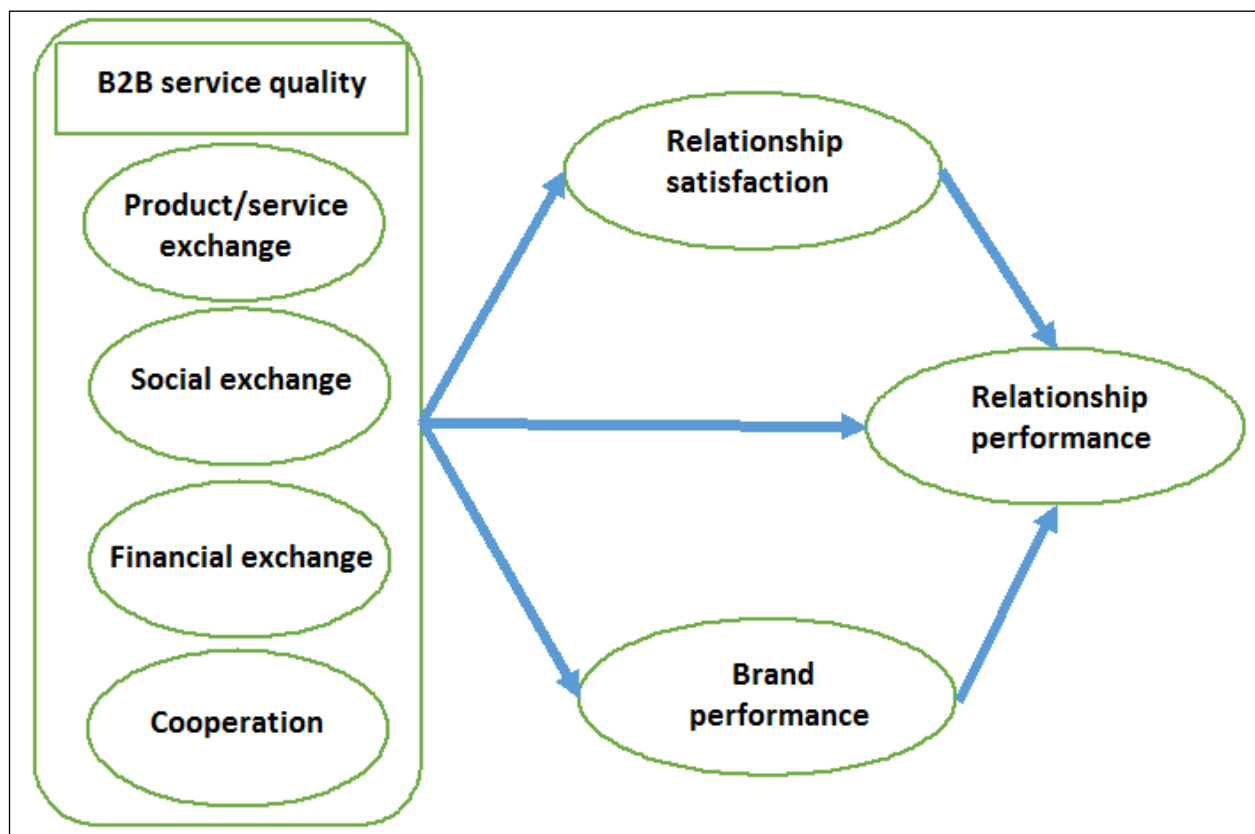 B2B service quality
Product/service
exchange
Social exchange
Financial exchange
Cooperation
Relationship
satisfaction
Relationship
performance
Brand
performance